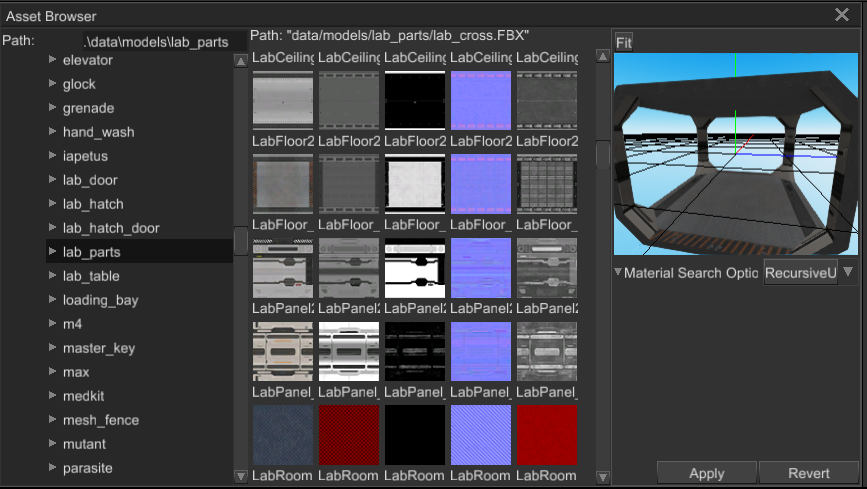 Asset Browser
Path:
.\data\models\lab_parts
elevator
glock
grenade
hand_wash
iapetus
lab_door
lab_hatch
lab_hatch_door
lab_parts
lab_table
loading_bay
m4
master_key
max
medkit
mesh_fence
mutant
parasite
Path: "data/models/lab_parts/lab_cross.FBX"
LabCeiling LabCeiling LabCeiling LabCeiling LabCeiling
LabFloor2 LabFloor2 LabFloor2 LabFloor2 LabFloor2
LabFloor_ LabFloor_ LabFloor_ LabFloor_ LabFloor_
LabPanel2 LabPanel2 LabPanel2 LabPanel2 LabPanel2
LabPanel_ LabPanel_ LabPanel_ LabPanel_ LabPanel_
LabRoom LabRoom LabRoom LabRoom LabRoom
Fit
Material Search Optic RecursiveU
Apply Revert